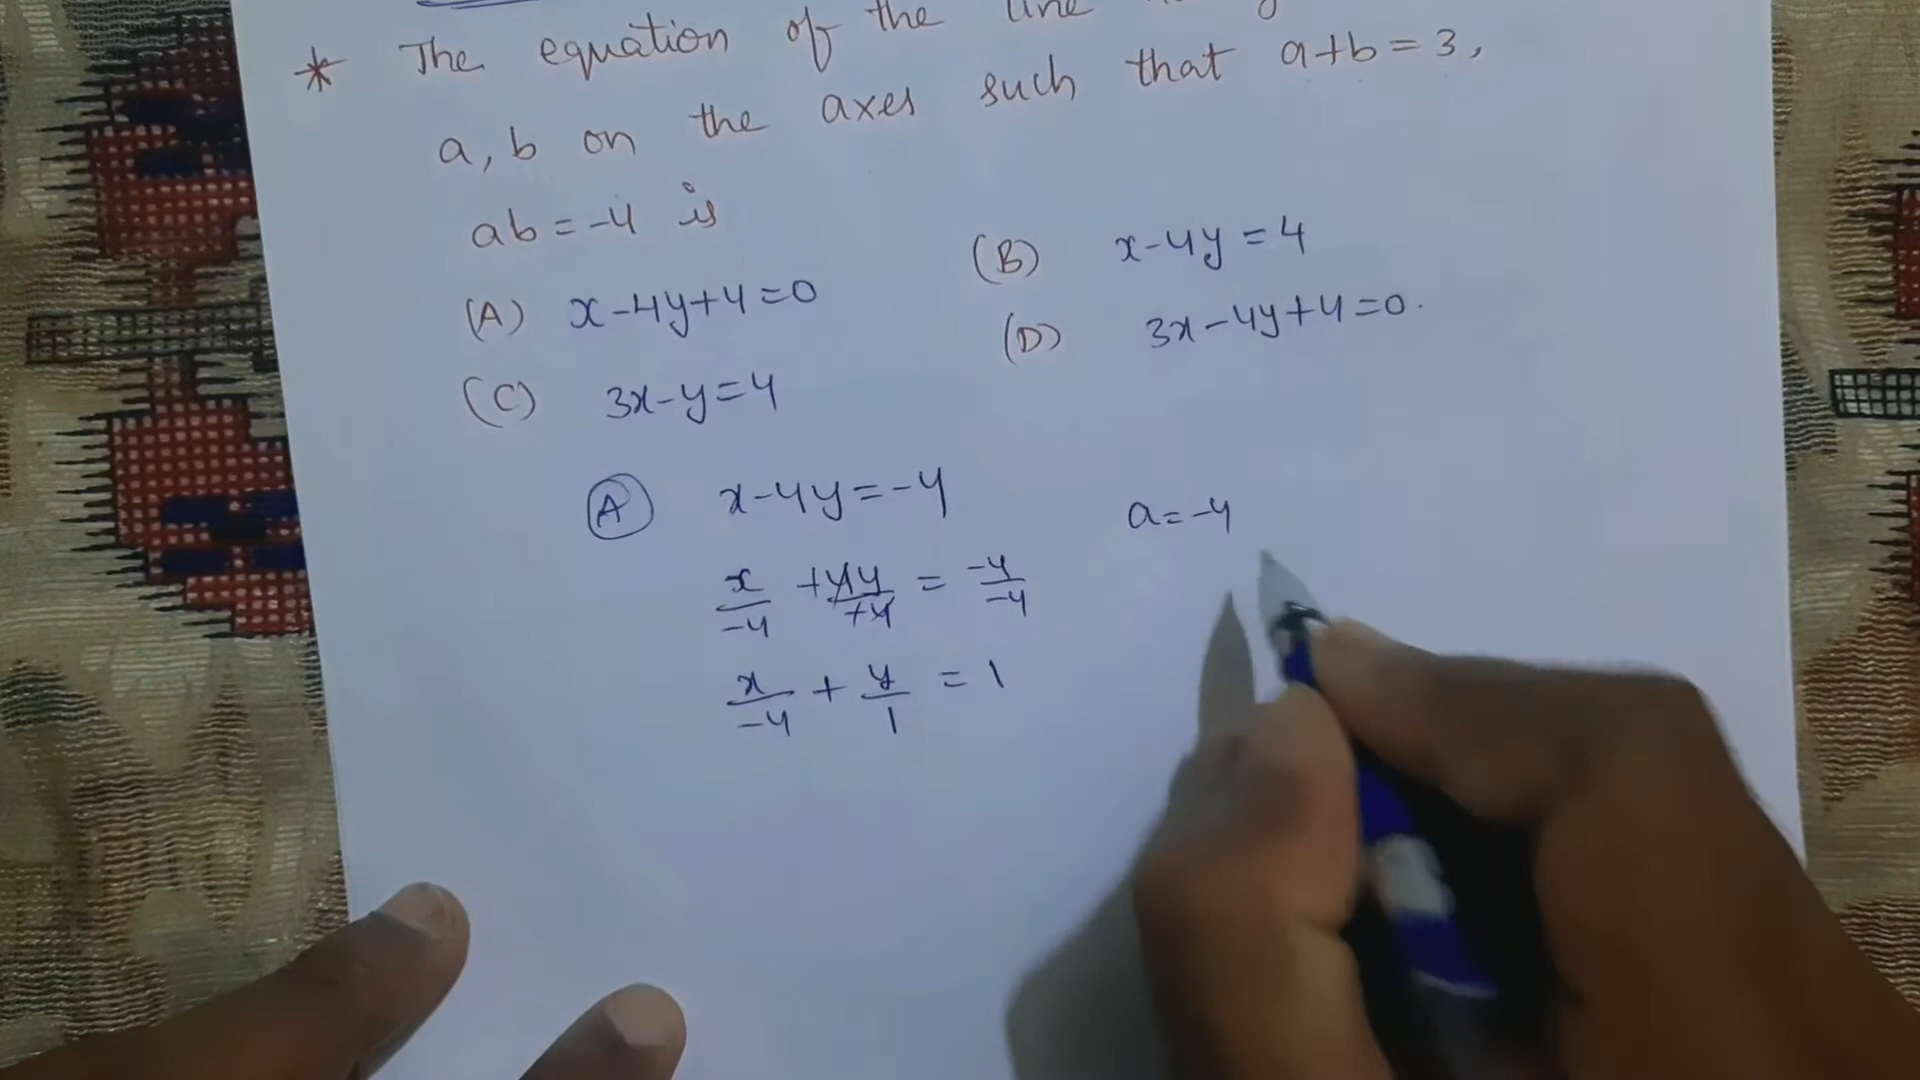 * The equation of the line
a, b on the axes such that a+b=3,
ab=-4 is
(A) x-4y+4=0
(B) x-4y=4
(C) 3x-y=4
(D) 3x-4y+4=0.
(A) x-4y=-4
a=-4
x/-4 +4y/+4 = -4/-4
x/-4 + y/1 = 1